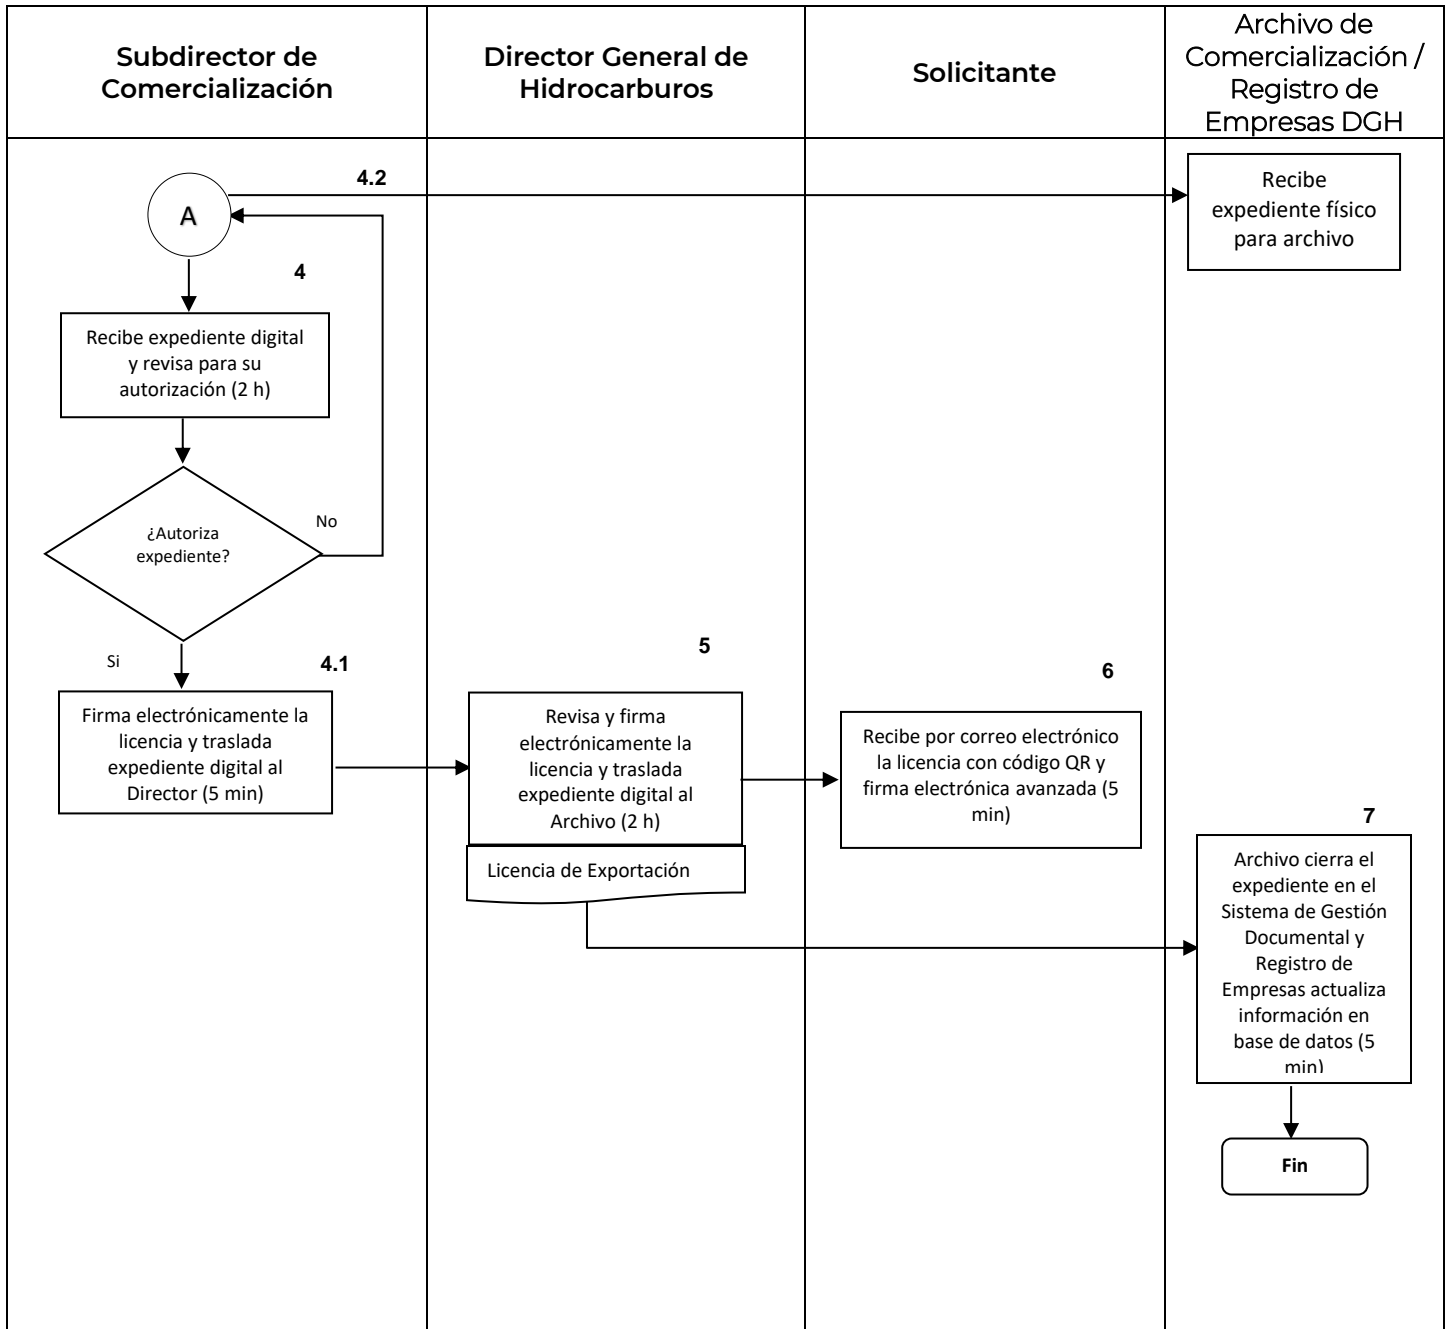 Subdirector de
Comercialización
Director General de
Hidrocarburos
Solicitante
Archivo de
Comercialización /
Registro de
Empresas DGH
A
4.2
Recibe
expediente físico
para archivo
4
Recibe expediente digital
y revisa para su
autorización (2 h)
¿Autoriza
expediente?
No
Si
4.1
Firma electrónicamente la
licencia y traslada
expediente digital al
Director (5 min)
5
Revisa y firma
electrónicamente la
licencia y traslada
expediente digital al
Archivo (2 h)
Licencia de Exportación
6
Recibe por correo electrónico
la licencia con código QR y
firma electrónica avanzada (5
min)
7
Archivo cierra el
expediente en el
Sistema de Gestión
Documental y
Registro de
Empresas actualiza
información en
base de datos (5
min)
Fin